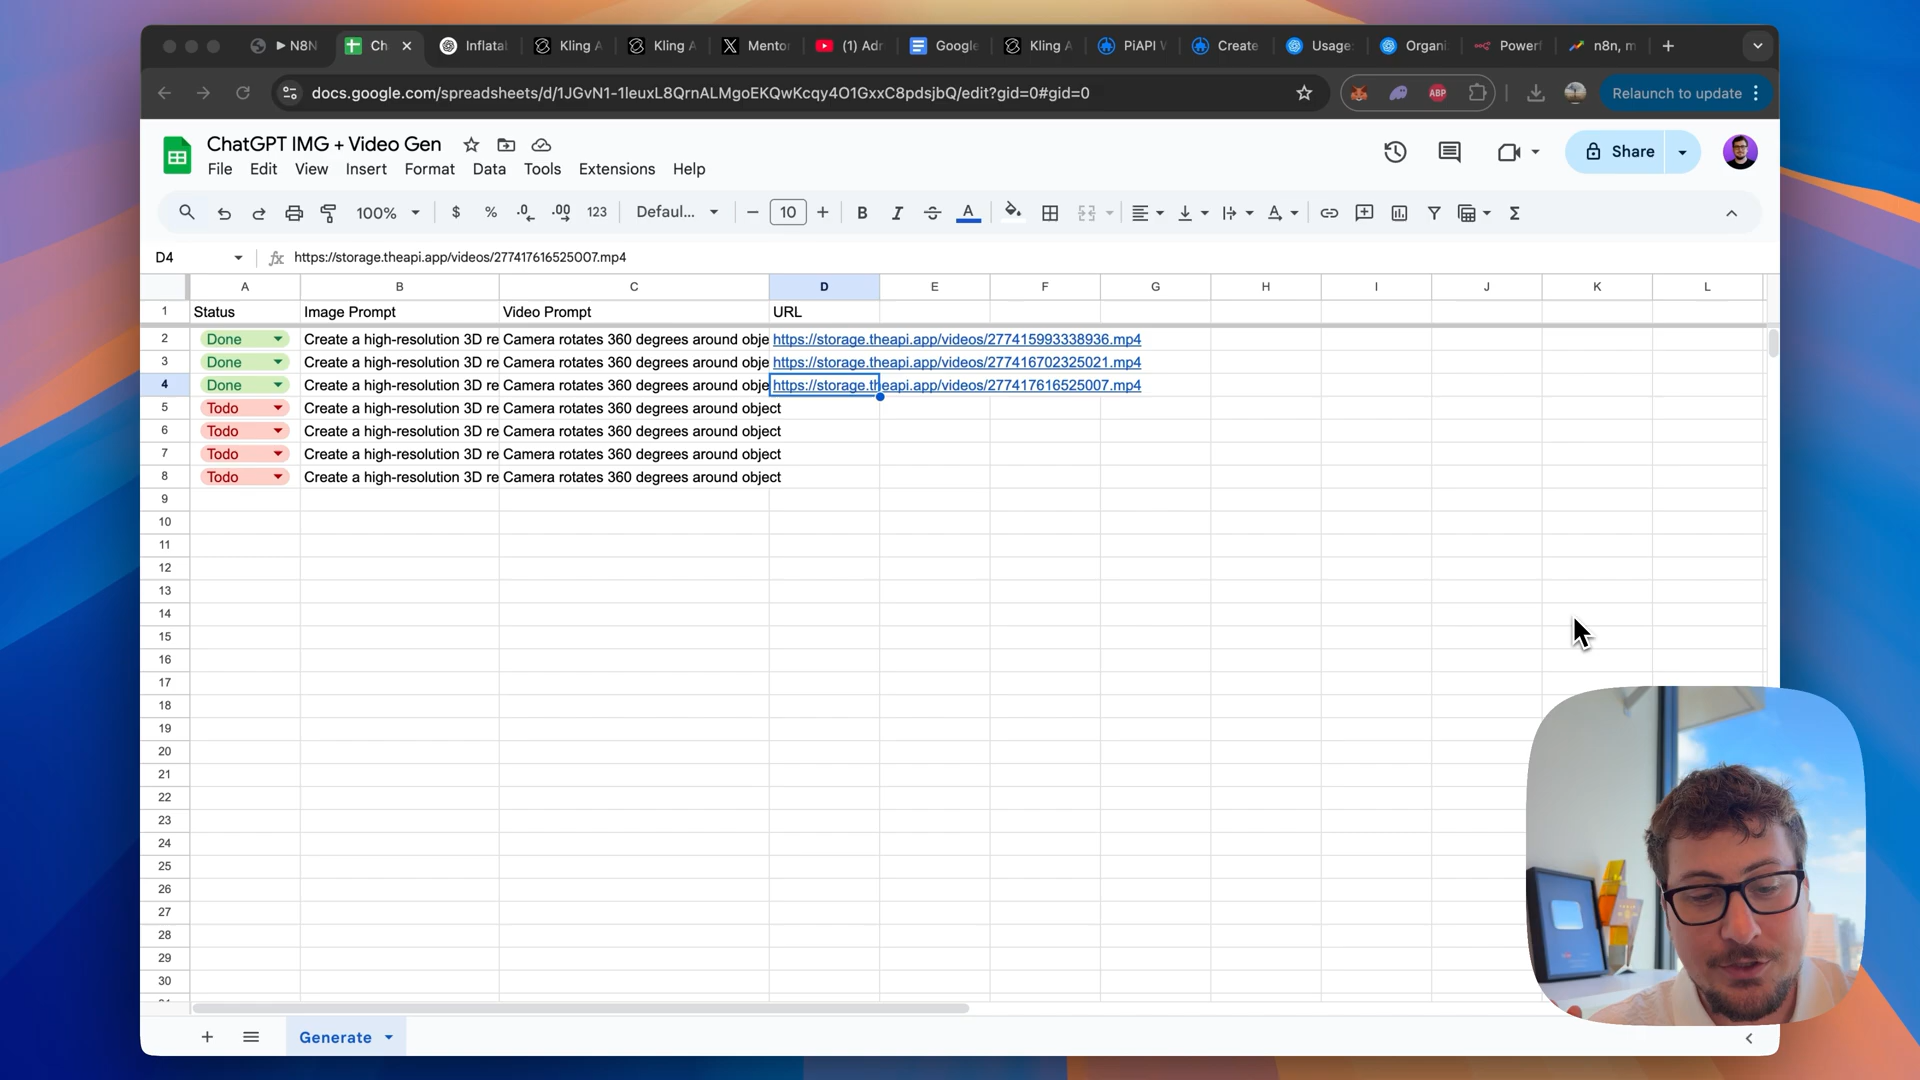 N8N
Ch
Inflatal
Kling A
Kling A
Mento
(1) Adr
Google
Kling A
PiAPI
Create
Usage
Organi
Powerf
n8n, m
docs.google.com/spreadsheets/d/1JGvN1-1leuxL8QrnALMgoEKQwKcqy4O1GxxC8pdsjbQ/edit?gid=0#gid=0
ABP
Relaunch to update
ChatGPT IMG + Video Gen
File Edit View Insert Format Data Tools Extensions Help
Share
100% $ % .0 .00 123 Defaul... 10 B I A
D4 fx https://storage.theapi.app/videos/277417616525007.mp4
A B C D E F G H I J K L
1 Status Image Prompt Video Prompt URL
2 Done Create a high-resolution 3D re Camera rotates 360 degrees around obje https://storage.theapi.app/videos/277415993338936.mp4
3 Done Create a high-resolution 3D re Camera rotates 360 degrees around obje https://storage.theapi.app/videos/277416702325021.mp4
4 Done Create a high-resolution 3D re Camera rotates 360 degrees around obje https://storage.theapi.app/videos/277417616525007.mp4
5 Todo Create a high-resolution 3D re Camera rotates 360 degrees around object
6 Todo Create a high-resolution 3D re Camera rotates 360 degrees around object
7 Todo Create a high-resolution 3D re Camera rotates 360 degrees around object
8 Todo Create a high-resolution 3D re Camera rotates 360 degrees around object
9
10
11
12
13
14
15
16
17
18
19
20
21
22
23
24
25
26
27
28
29
30
Generate